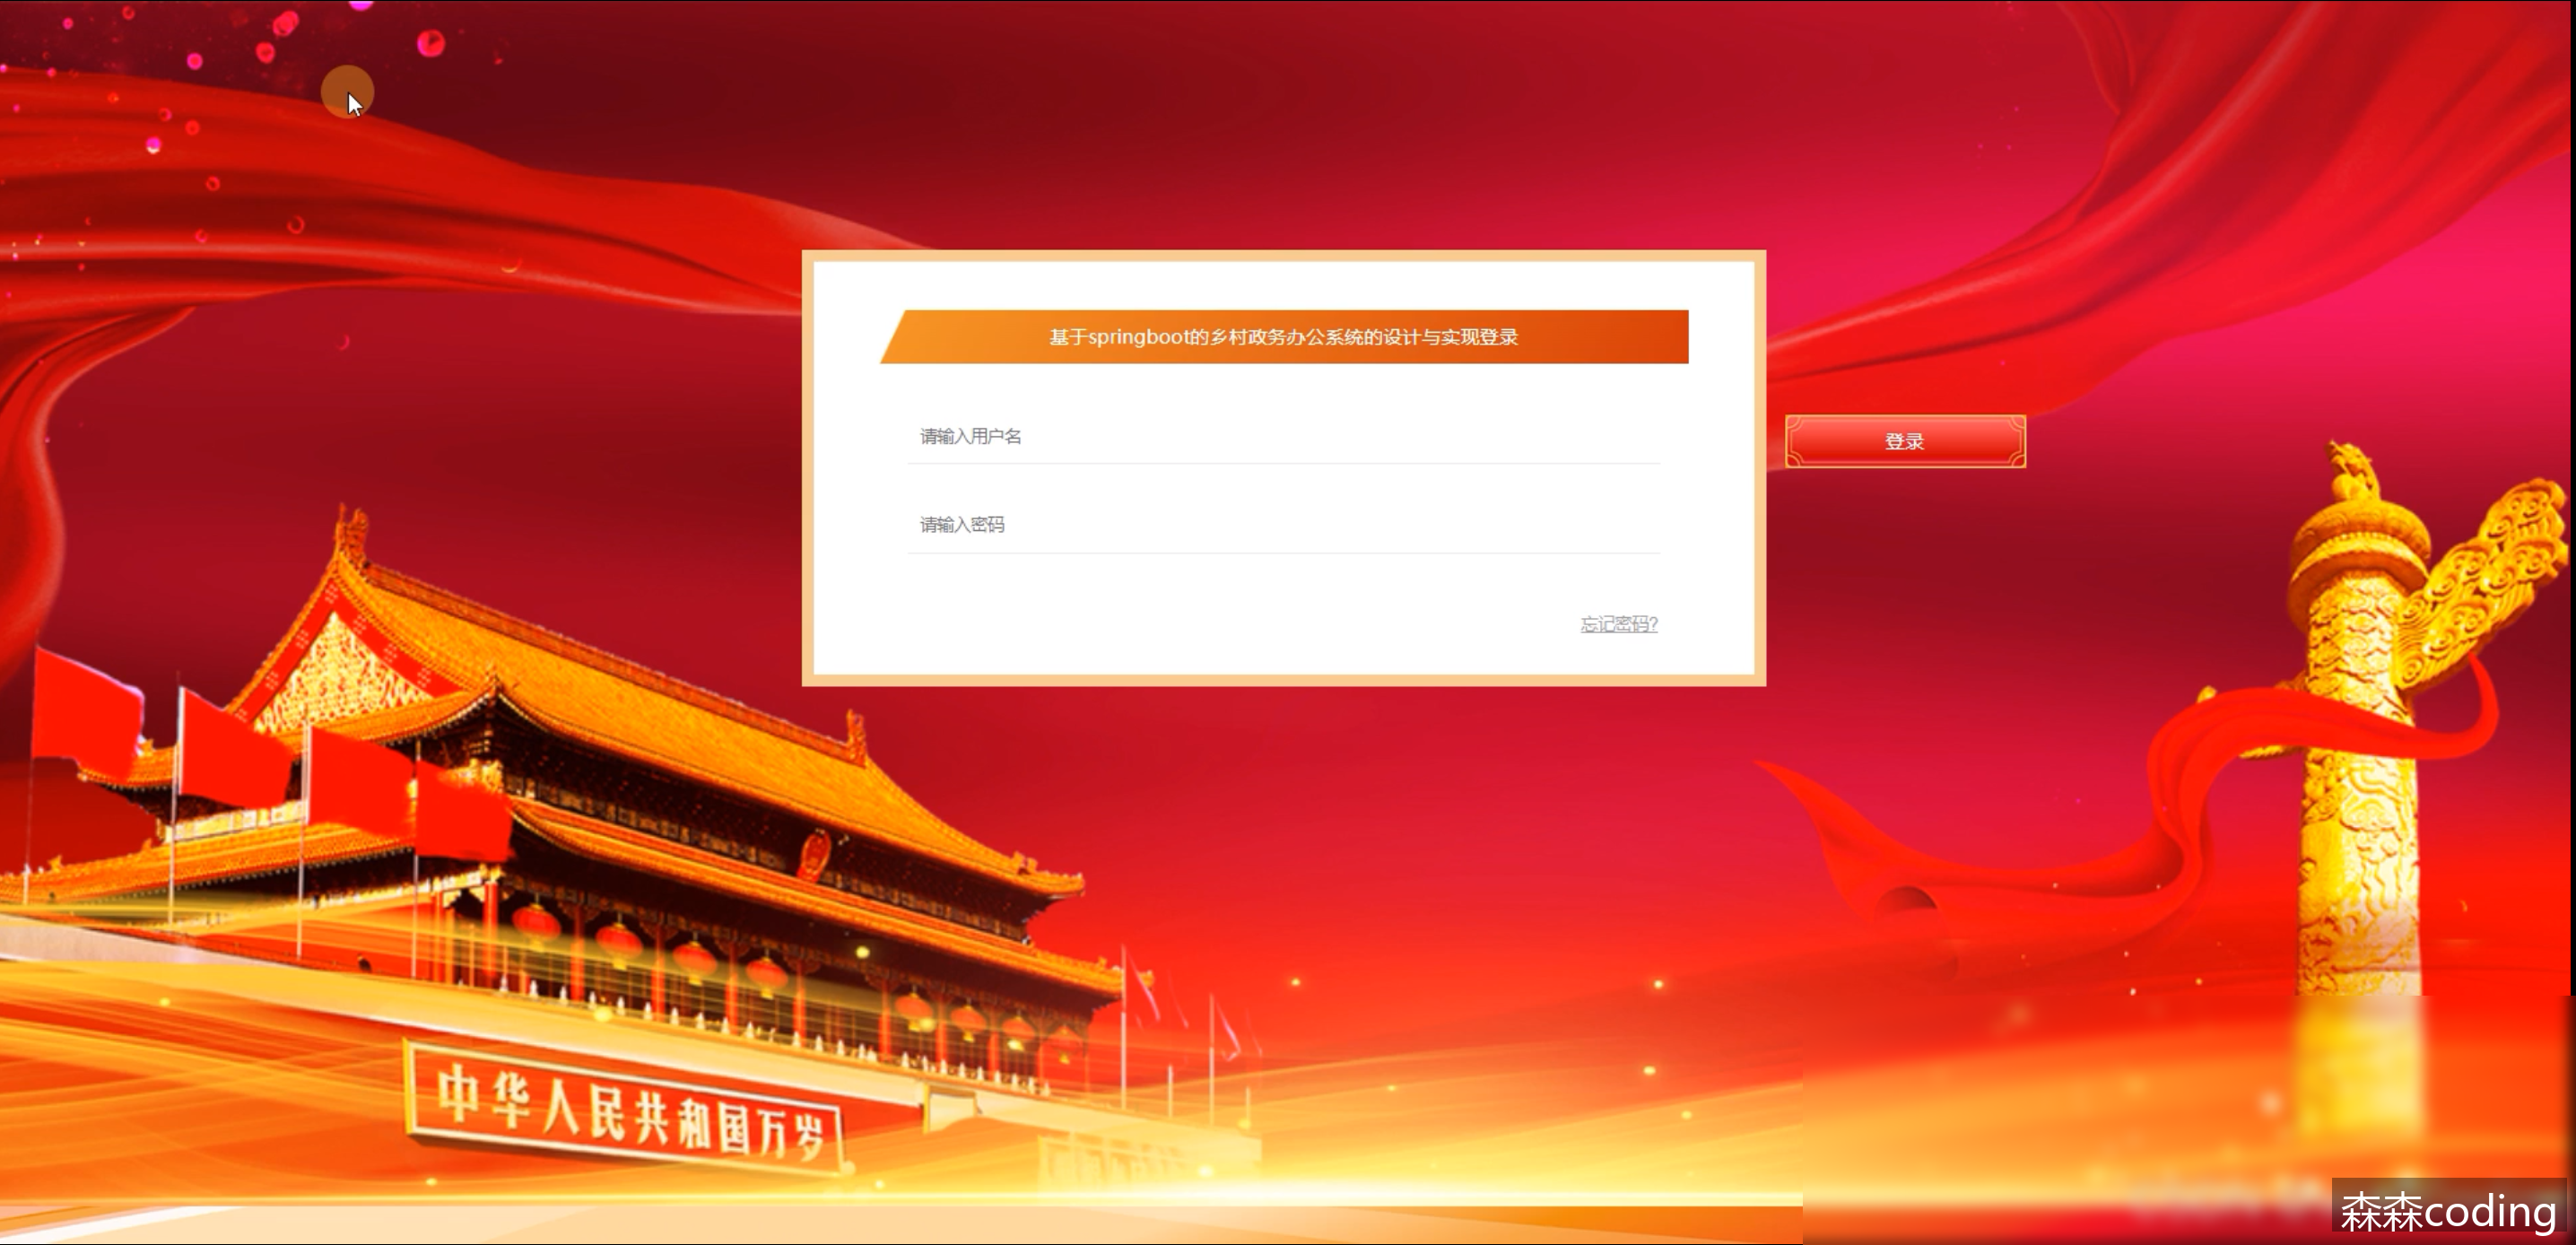 基于springboot的乡村政务办公系统的设计与实现登录
请输入用户名
登录
请输入密码
忘记密码?
中华人民共和国万岁
森森coding